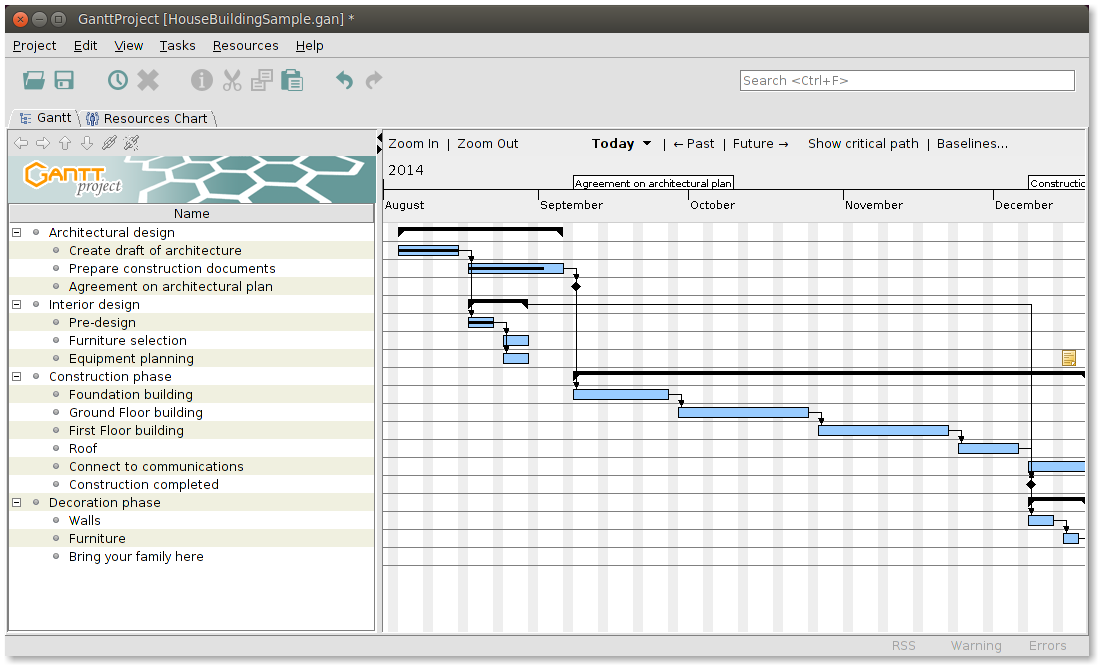 GanttProject [HouseBuildingSample.gan] *
Project Edit View Tasks Resources Help
Search <Ctrl+F>
Gantt Resources Chart
Zoom In | Zoom Out Today | ← Past | Future → Show critical path | Baselines...
GANTT
project
2014
Agreement on architectural plan Constructic
Name
August September October November December
Architectural design
Create draft of architecture
Prepare construction documents
Agreement on architectural plan
Interior design
Pre-design
Furniture selection
Equipment planning
Construction phase
Foundation building
Ground Floor building
First Floor building
Roof
Connect to communications
Construction completed
Decoration phase
Walls
Furniture
Bring your family here
RSS Warning Errors